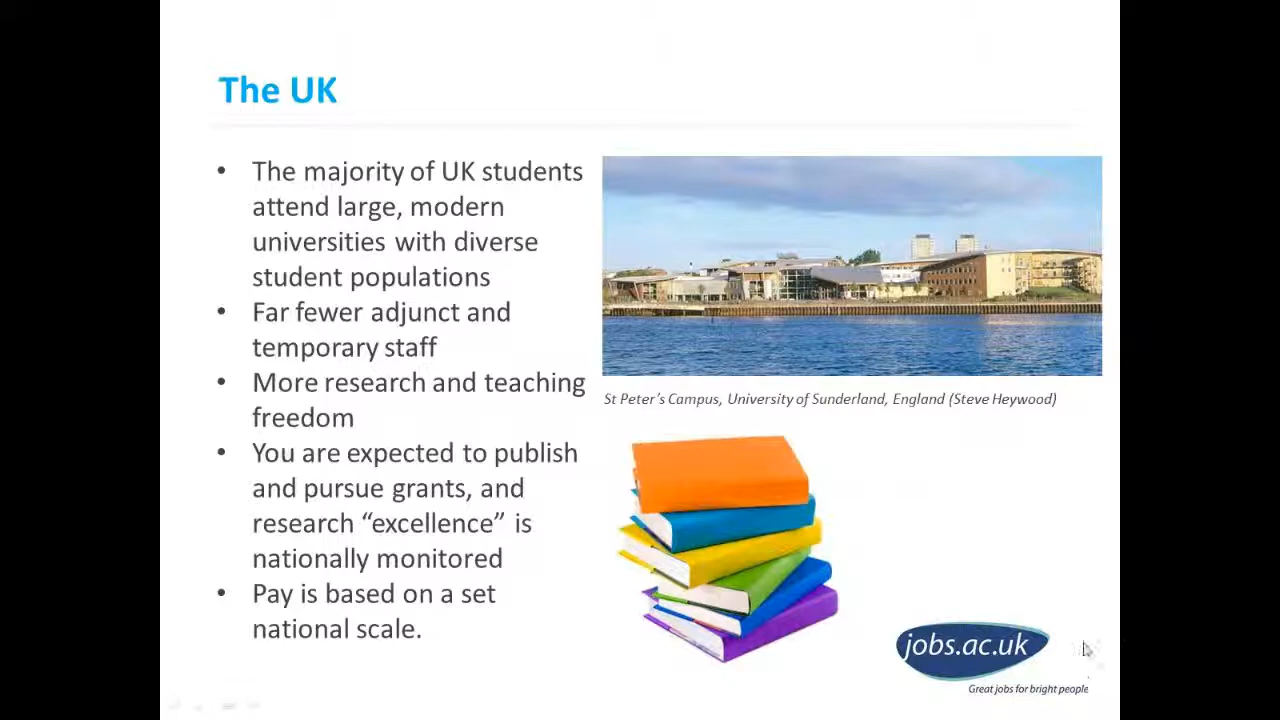 The UK
• The majority of UK students
attend large, modern
universities with diverse
student populations
• Far fewer adjunct and
temporary staff
• More research and teaching
freedom
• You are expected to publish
and pursue grants, and
research “excellence” is
nationally monitored
• Pay is based on a set
national scale.
St Peter’s Campus, University of Sunderland, England (Steve Heywood)
jobs.ac.uk
Great jobs for bright people